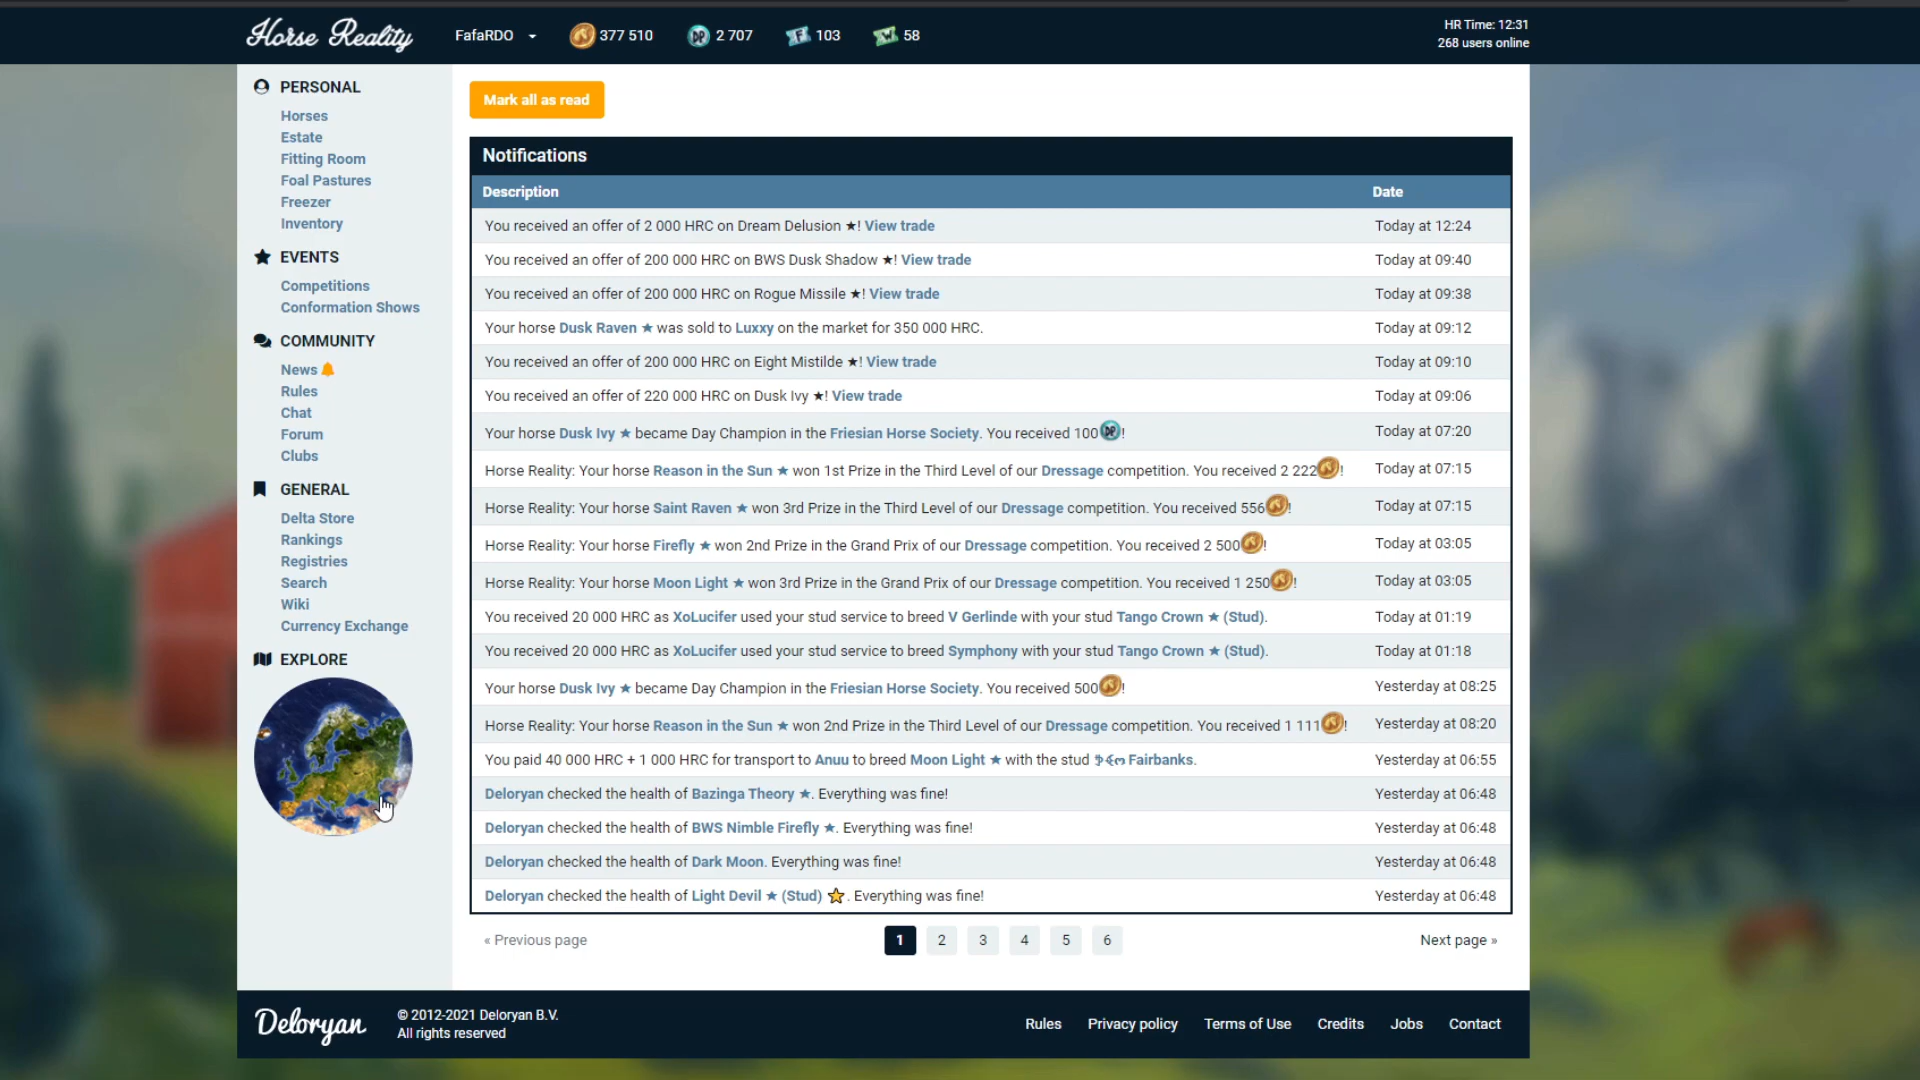 Horse Reality
FafaRDO
377 510
2 707
103
58
HR Time: 12:31
268 users online
PERSONAL
Horses
Estate
Fitting Room
Foal Pastures
Freezer
Inventory
EVENTS
Competitions
Conformation Shows
COMMUNITY
News
Rules
Chat
Forum
Clubs
GENERAL
Delta Store
Rankings
Registries
Search
Wiki
Currency Exchange
EXPLORE
Mark all as read
Notifications
Description Date
You received an offer of 2 000 HRC on Dream Delusion ★! View trade Today at 12:24
You received an offer of 200 000 HRC on BWS Dusk Shadow ★! View trade Today at 09:40
You received an offer of 200 000 HRC on Rogue Missile ★! View trade Today at 09:38
Your horse Dusk Raven ★ was sold to Luxxy on the market for 350 000 HRC. Today at 09:12
You received an offer of 200 000 HRC on Eight Mistilde ★! View trade Today at 09:10
You received an offer of 220 000 HRC on Dusk Ivy ★! View trade Today at 09:06
Your horse Dusk Ivy ★ became Day Champion in the Friesian Horse Society. You received 100 DP! Today at 07:20
Horse Reality: Your horse Reason in the Sun ★ won 1st Prize in the Third Level of our Dressage competition. You received 2 222! Today at 07:15
Horse Reality: Your horse Saint Raven ★ won 3rd Prize in the Third Level of our Dressage competition. You received 556! Today at 07:15
Horse Reality: Your horse Firefly ★ won 2nd Prize in the Grand Prix of our Dressage competition. You received 2 500! Today at 03:05
Horse Reality: Your horse Moon Light ★ won 3rd Prize in the Grand Prix of our Dressage competition. You received 1 250! Today at 03:05
You received 20 000 HRC as XoLucifer used your stud service to breed V Gerlinde with your stud Tango Crown ★ (Stud). Today at 01:19
You received 20 000 HRC as XoLucifer used your stud service to breed Symphony with your stud Tango Crown ★ (Stud). Today at 01:18
Your horse Dusk Ivy ★ became Day Champion in the Friesian Horse Society. You received 500! Yesterday at 08:25
Horse Reality: Your horse Reason in the Sun ★ won 2nd Prize in the Third Level of our Dressage competition. You received 1 111! Yesterday at 08:20
You paid 40 000 HRC + 1 000 HRC for transport to Anuu to breed Moon Light ★ with the stud Fairbanks. Yesterday at 06:55
Deloryan checked the health of Bazinga Theory ★. Everything was fine! Yesterday at 06:48
Deloryan checked the health of BWS Nimble Firefly ★. Everything was fine! Yesterday at 06:48
Deloryan checked the health of Dark Moon. Everything was fine! Yesterday at 06:48
Deloryan checked the health of Light Devil ★ (Stud) ⭐. Everything was fine! Yesterday at 06:48
« Previous page 1 2 3 4 5 6 Next page »
Deloryan
© 2012-2021 Deloryan B.V.
All rights reserved
Rules Privacy policy Terms of Use Credits Jobs Contact